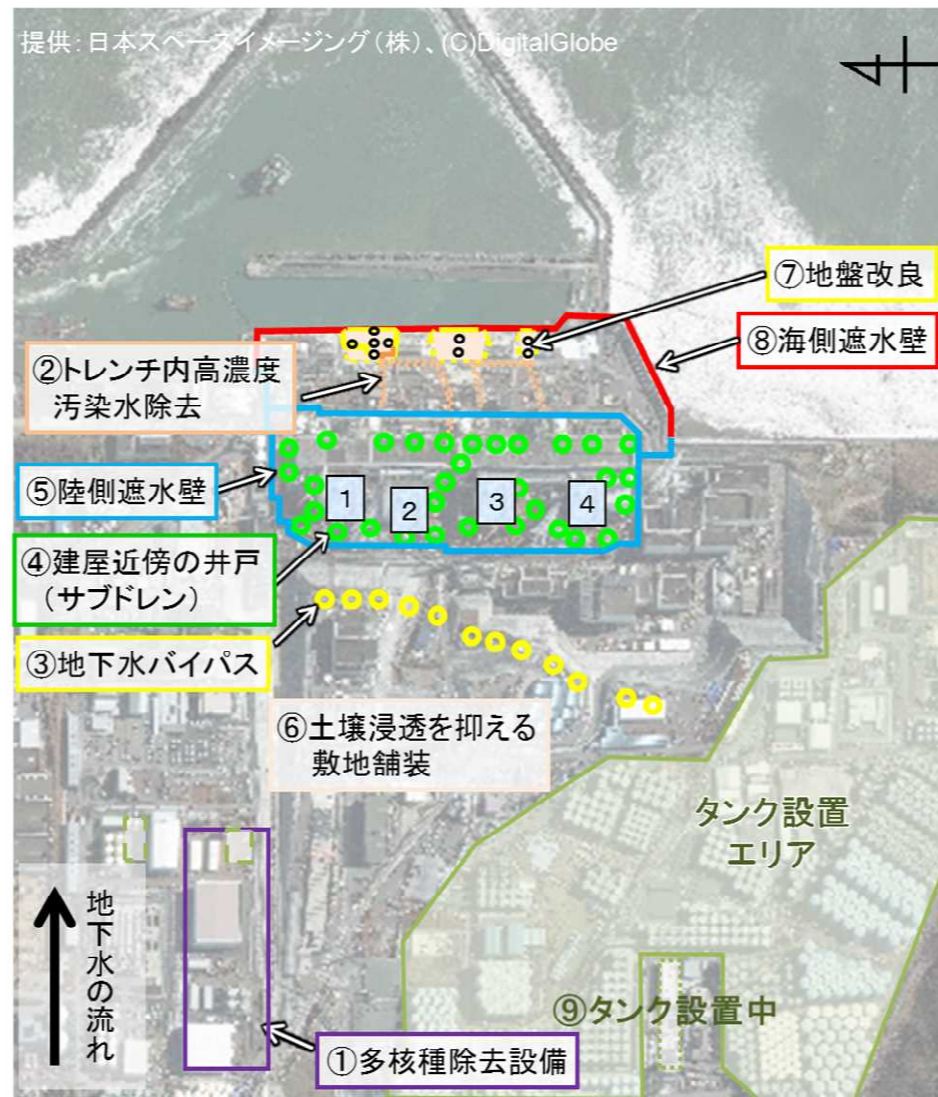 提供：日本スペースイメージング（株）、(C)DigitalGlobe
⑦地盤改良
⑧海側遮水壁
②トレンチ内高濃度
汚染水除去
⑤陸側遮水壁
1
2
3
4
④建屋近傍の井戸
（サブドレン）
③地下水バイパス
⑥土壌浸透を抑える
敷地舗装
タンク設置
エリア
地下水の流れ
⑨タンク設置中
①多核種除去設備